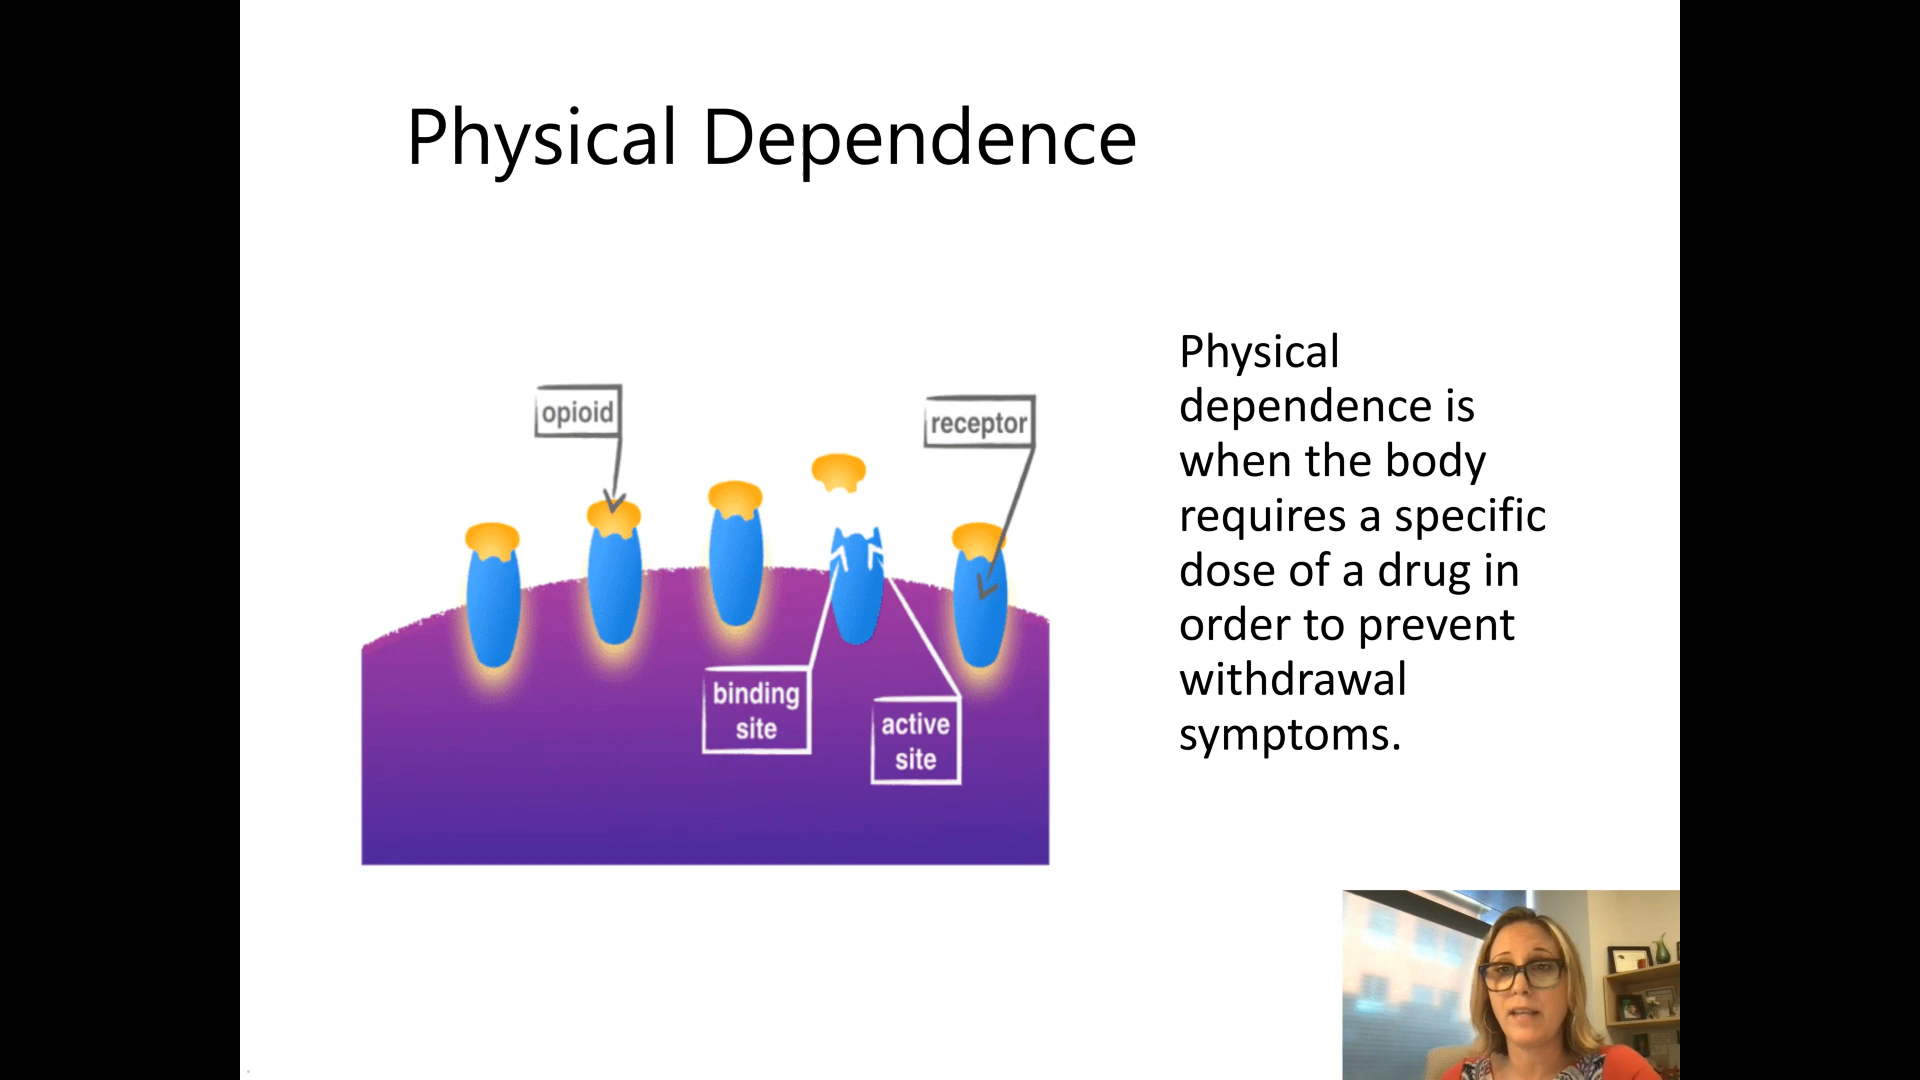 Physical Dependence
opioid
receptor
binding
site
active
site
Physical
dependence is
when the body
requires a specific
dose of a drug in
order to prevent
withdrawal
symptoms.